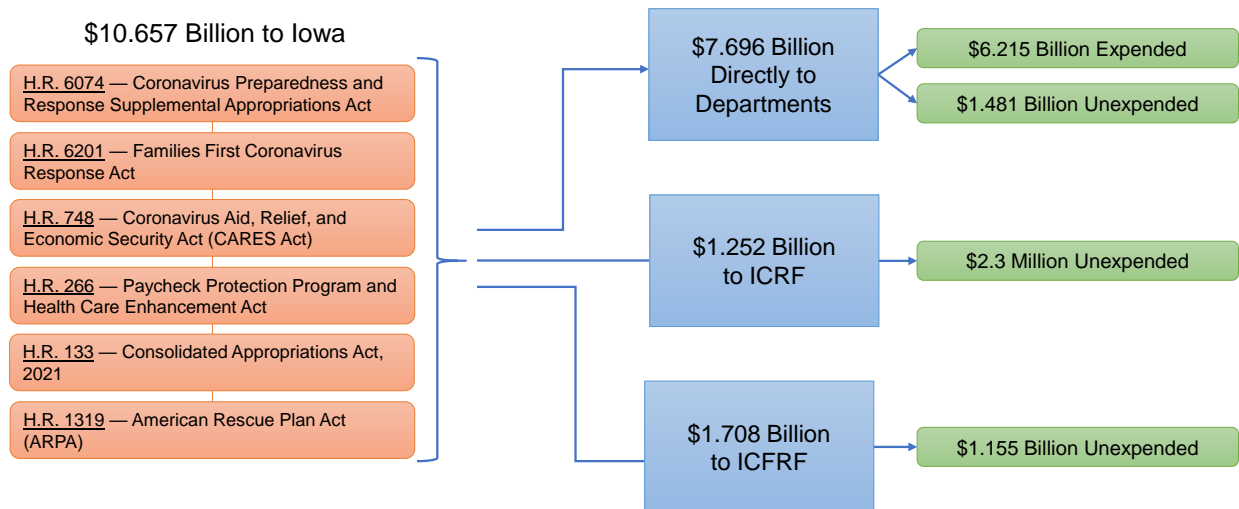 $10.657 Billion to Iowa
H.R. 6074 — Coronavirus Preparedness and
Response Supplemental Appropriations Act
H.R. 6201 — Families First Coronavirus
Response Act
H.R. 748 — Coronavirus Aid, Relief, and
Economic Security Act (CARES Act)
H.R. 266 — Paycheck Protection Program and
Health Care Enhancement Act
H.R. 133 — Consolidated Appropriations Act,
2021
H.R. 1319 — American Rescue Plan Act
(ARPA)
$7.696 Billion
Directly to
Departments
$6.215 Billion Expended
$1.481 Billion Unexpended
$1.252 Billion
to ICRF
$2.3 Million Unexpended
$1.708 Billion
to ICFRF
$1.155 Billion Unexpended